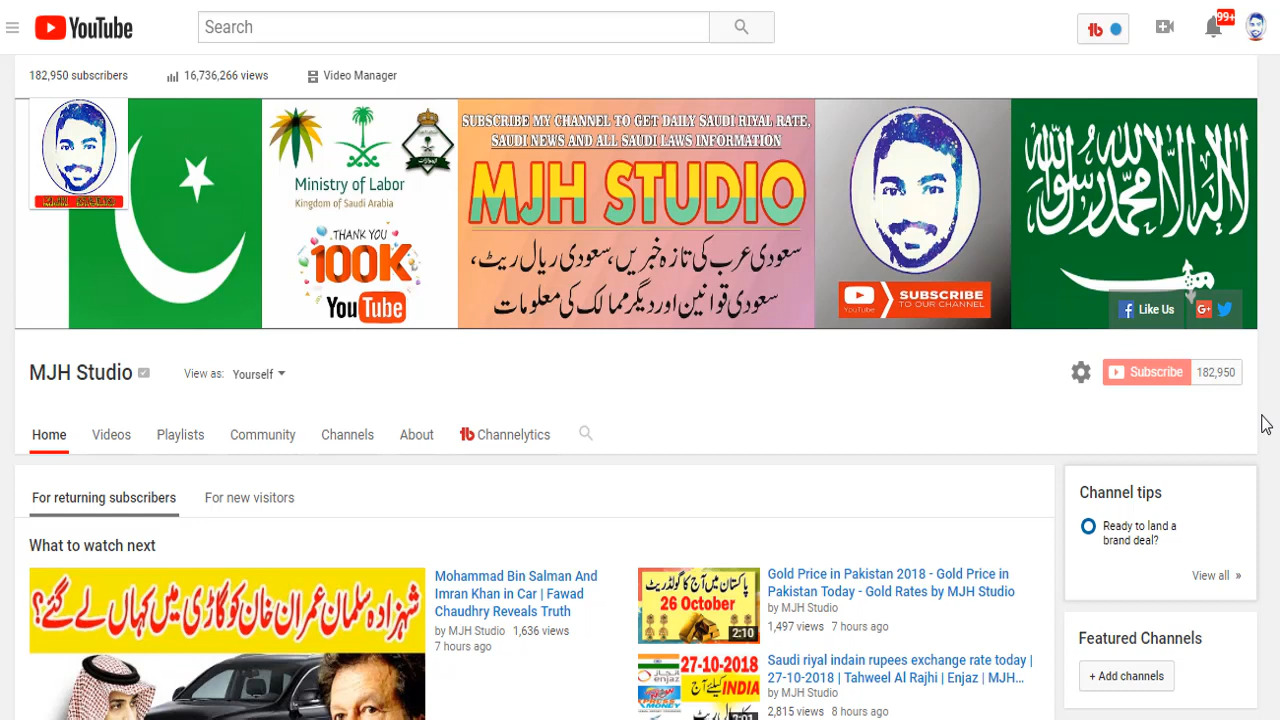 YouTube
Search
99+
182,950 subscribers
16,736,266 views
Video Manager
Ministry of Labor
Kingdom of Saudi Arabia
THANK YOU
100K
YouTube
SUBSCRIBE MY CHANNEL TO GET DAILY SAUDI RIYAL RATE,
SAUDI NEWS AND ALL SAUDI LAWS INFORMATION
MJH STUDIO
سعودی عرب کی تازہ خبریں، سعودی ریال ریٹ،
سعودی قوانین اور دیگر ممالک کی معلومات
YouTube
SUBSCRIBE
TO OUR CHANNEL
لا إله إلا الله محمد رسول الله
Like Us
G+
MJH Studio
View as: Yourself
Subscribe 182,950
Home Videos Playlists Community Channels About Channelytics
For returning subscribers For new visitors
What to watch next
شہزادہ سلمان عمران خان کو گاڑی میں کہاں لے گئے؟
Mohammad Bin Salman And
Imran Khan in Car | Fawad
Chaudhry Reveals Truth
by MJH Studio 1,636 views
7 hours ago
پاکستان میں آج کا گولڈ ریٹ
26 October
2:10
Gold Price in Pakistan 2018 - Gold Price in
Pakistan Today - Gold Rates by MJH Studio
by MJH Studio
1,497 views 7 hours ago
27-10-2018
enjaz
آج کیلئے INDIA
2:01
Saudi riyal indain rupees exchange rate today |
27-10-2018 | Tahweel Al Rajhi | Enjaz | MJH...
by MJH Studio
2,815 views 8 hours ago
Channel tips
Ready to land a
brand deal?
View all »
Featured Channels
+ Add channels